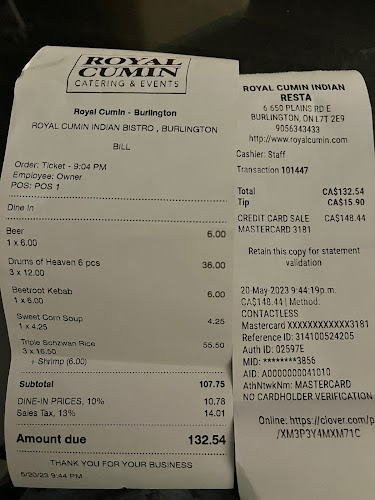 ROYAL
CUMIN
CATERING & EVENTS
Royal Cumin - Burlington
ROYAL CUMIN INDIAN BISTRO , BURLINGTON
BILL
Order: Ticket - 9:04 PM
Employee: Owner
POS: POS 1
Dine In
Beer 6.00
1 x 6.00
Drums of Heaven 6 pcs 36.00
3 x 12.00
Beetroot Kebab 6.00
1 x 6.00
Sweet Corn Soup 4.25
1 x 4.25
Triple Schzwan Rice 55.50
3 x 16.50
+ Shrimp (6.00)
Subtotal 107.75
DINE-IN PRICES, 10% 10.78
Sales Tax, 13% 14.01
Amount due 132.54
THANK YOU FOR YOUR BUSINESS
5/20/23 9:44 PM
ROYAL CUMIN INDIAN
RESTA
6 650 PLAINS RD E
BURLINGTON, ON L7T 2E9
9056343433
http://www.royalcumin.com
Cashier: Staff
Transaction 101447
Total CA$132.54
Tip CA$15.90
CREDIT CARD SALE CA$148.44
MASTERCARD 3181
Retain this copy for statement
validation
20-May-2023 9:44:19p.m.
CA$148.44 | Method:
CONTACTLESS
Mastercard XXXXXXXXXXXX3181
Reference ID: 314100524205
Auth ID: 02597E
MID: ********3856
AID: A0000000041010
AthNtwkNm: MASTERCARD
NO CARDHOLDER VERIFICATION
Online: https://clover.com/p
/XM3P3Y4MXM71C